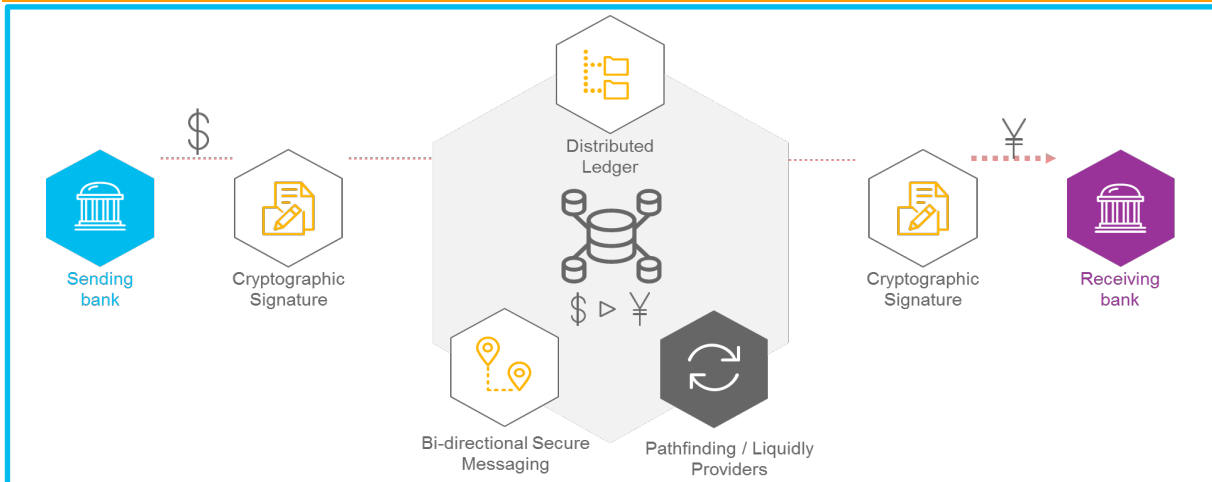 $
¥
Distributed
Ledger
Sending
bank
Cryptographic
Signature
Cryptographic
Signature
Receiving
bank
$ ▷ ¥
Bi-directional Secure
Messaging
Pathfinding / Liquidly
Providers